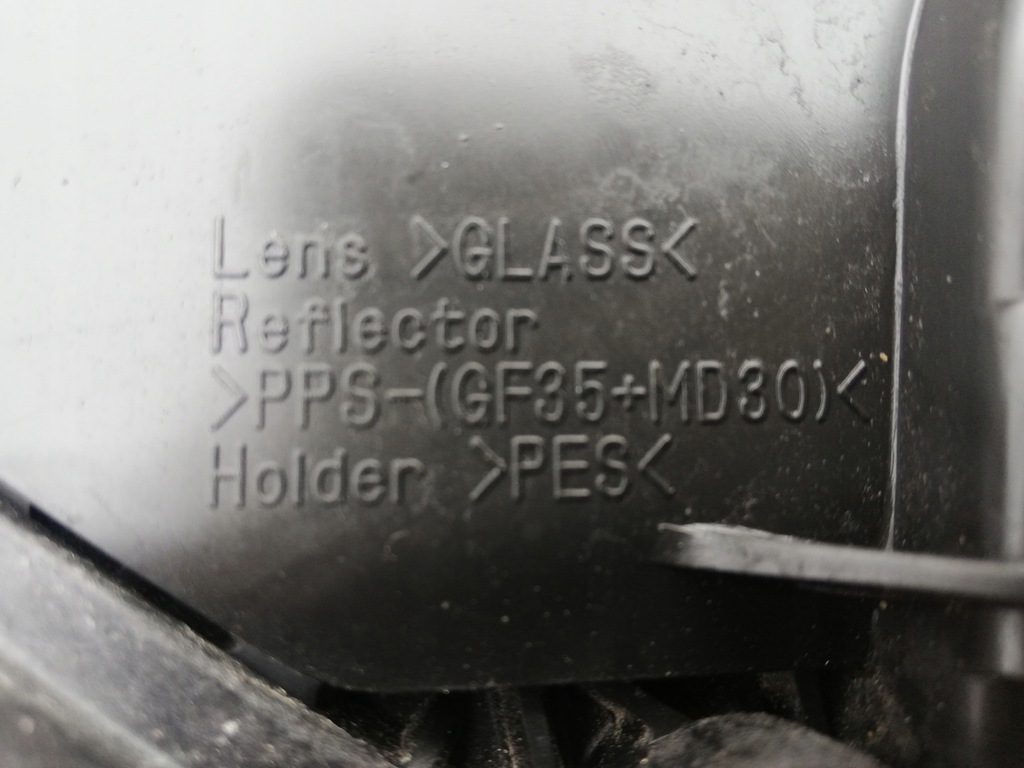 Lens >GLASS<
Reflector
>PPS-(GF35+MD30)<
Holder >PES<